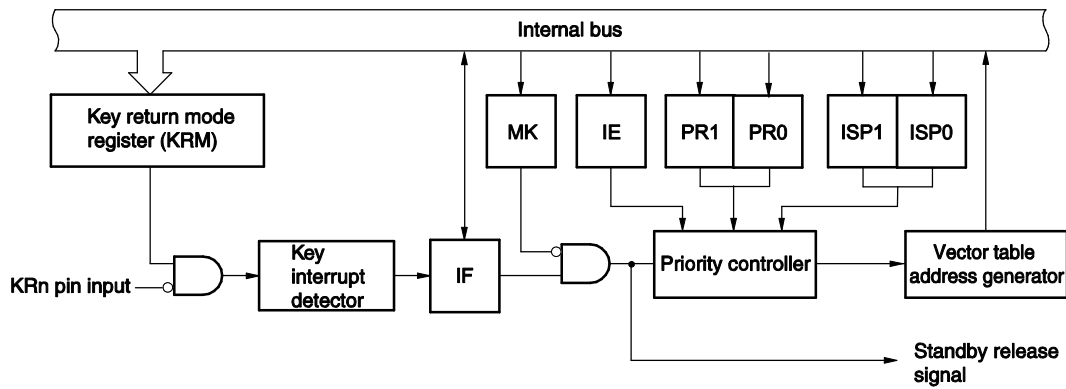 Internal bus
Key return mode
register (KRM)
MK
IE
PR1
PR0
ISP1
ISP0
KRn pin input
Key
interrupt
detector
IF
Priority controller
Vector table
address generator
Standby release
signal